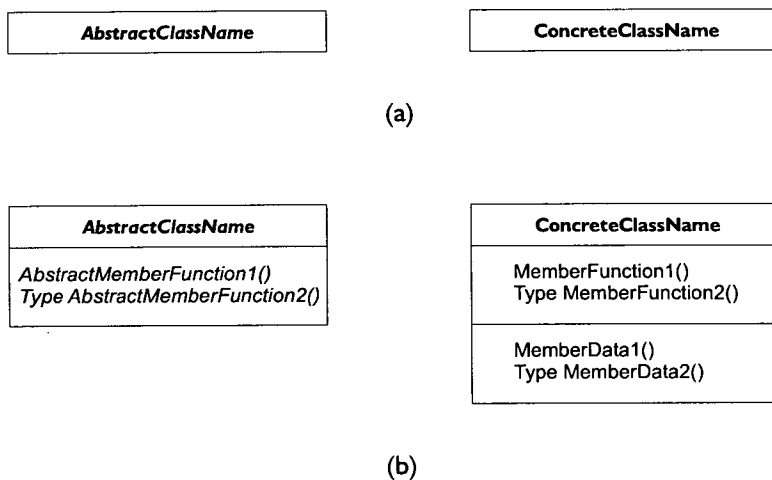 AbstractClassName
ConcreteClassName
(a)
AbstractClassName
AbstractMemberFunction1()
Type AbstractMemberFunction2()
ConcreteClassName
MemberFunction1()
Type MemberFunction2()
MemberData1()
Type MemberData2()
(b)